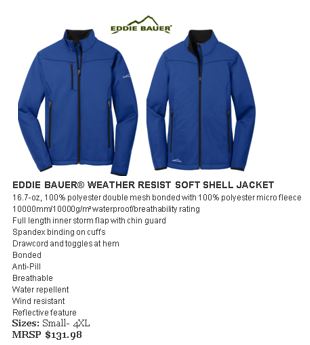 EDDIE BAUER
EDDIE BAUER® WEATHER RESIST SOFT SHELL JACKET
16.7-oz, 100% polyester double mesh bonded with 100% polyester micro fleece
10000mm/10000g/m² waterproof/breathability rating
Full length inner storm flap with chin guard
Spandex binding on cuffs
Drawcord and toggles at hem
Bonded
Anti-Pill
Breathable
Water repellent
Wind resistant
Reflective feature
Sizes: Small- 4XL
MRSP $131.98